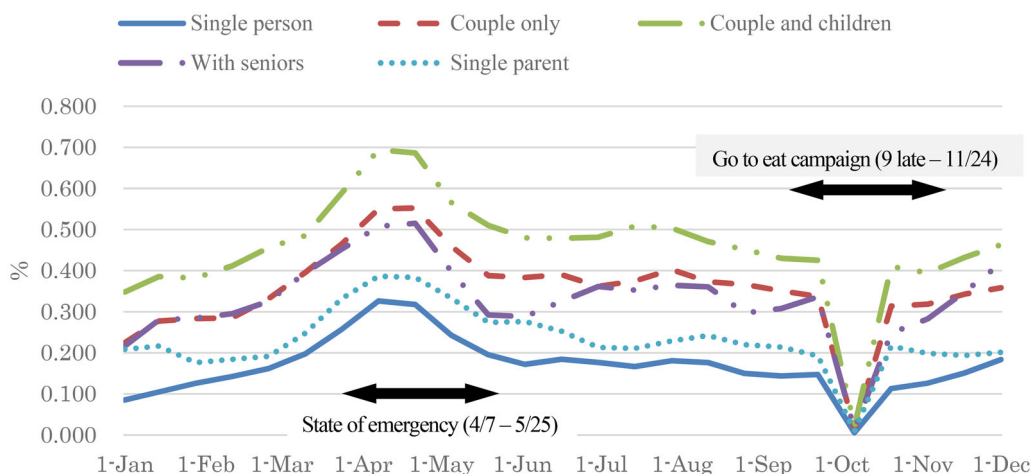 Single person
Couple only
Couple and children
With seniors
Single parent
%
0.800
0.700
0.600
0.500
0.400
0.300
0.200
0.100
0.000
Go to eat campaign (9 late – 11/24)
State of emergency (4/7 – 5/25)
1-Jan 1-Feb 1-Mar 1-Apr 1-May 1-Jun 1-Jul 1-Aug 1-Sep 1-Oct 1-Nov 1-Dec